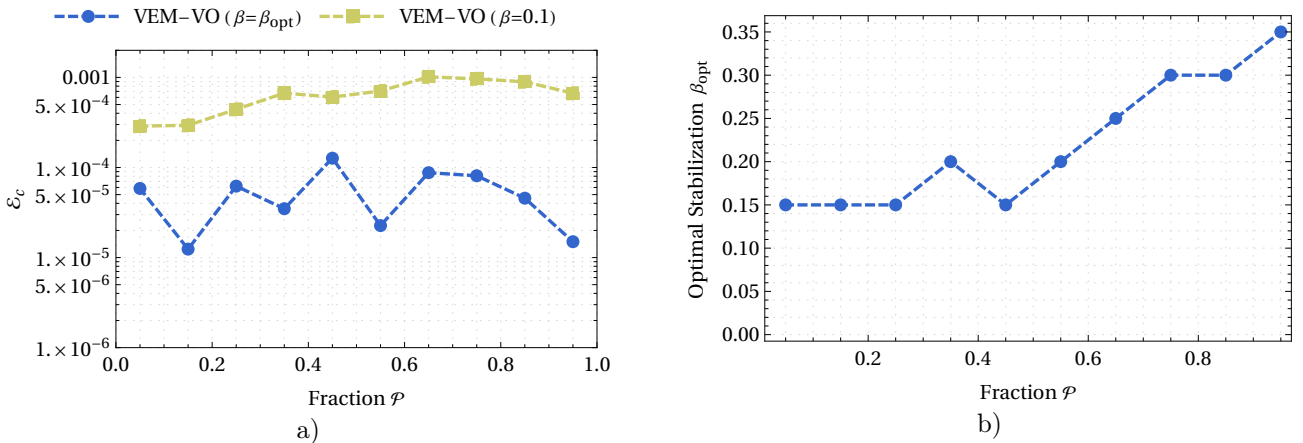 VEM–VO (β=βopt) VEM–VO (β=0.1)
0.001
5.×10⁻⁴
1.×10⁻⁴
5.×10⁻⁵
1.×10⁻⁵
5.×10⁻⁶
1.×10⁻⁶
ℰc
0.0 0.2 0.4 0.6 0.8 1.0
Fraction 𝒫
a)
0.35
0.30
0.25
0.20
0.15
0.10
0.05
0.00
Optimal Stabilization βopt
0.2 0.4 0.6 0.8
Fraction 𝒫
b)